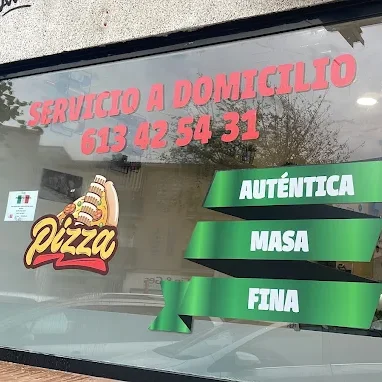 SERVICIO A DOMICILIO
613 42 54 31
AUTÉNTICA
MASA
FINA
pizza